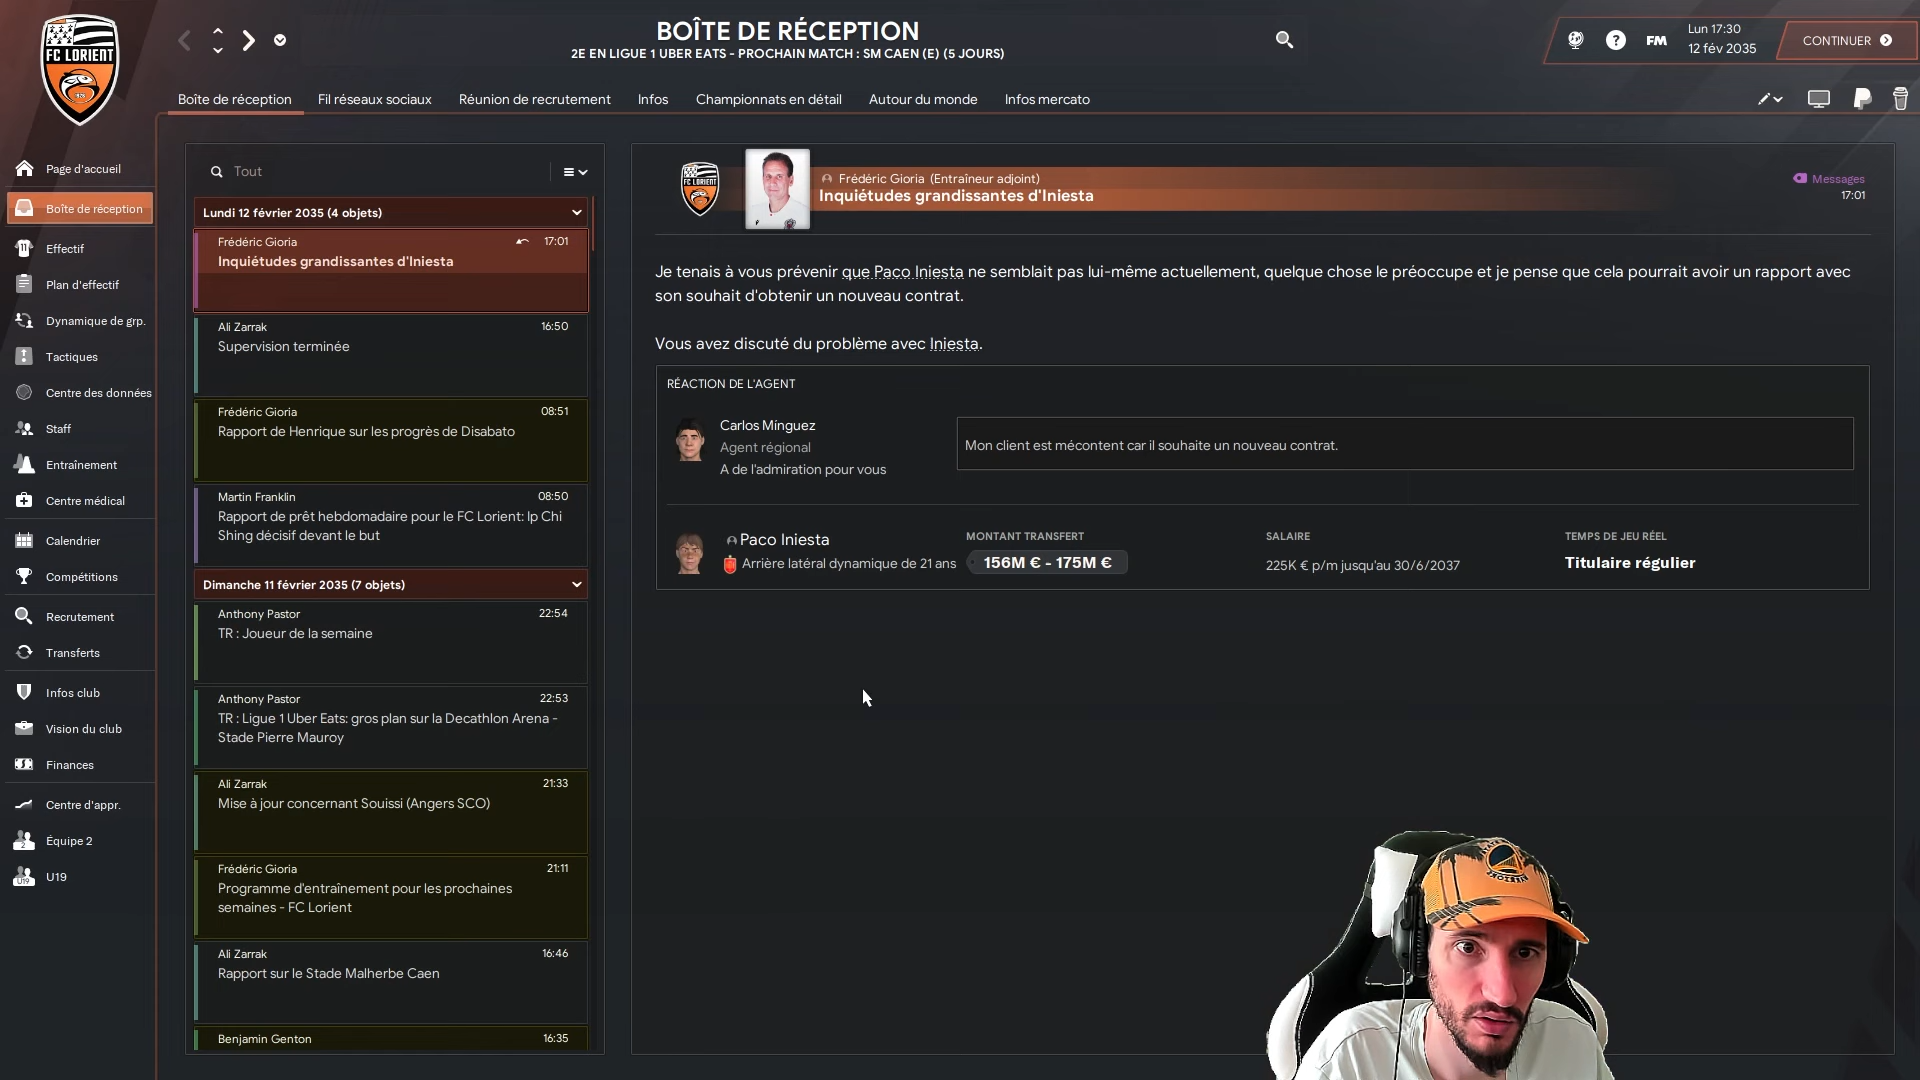 FC LORIENT
BOÎTE DE RÉCEPTION
2E EN LIGUE 1 UBER EATS - PROCHAIN MATCH : SM CAEN (E) (5 JOURS)
FM
Lun 17:30
12 fév 2035
CONTINUER
Boîte de réception
Fil réseaux sociaux
Réunion de recrutement
Infos
Championnats en détail
Autour du monde
Infos mercato
Page d'accueil
Boîte de réception
Effectif
Plan d'effectif
Dynamique de grp.
Tactiques
Centre des données
Staff
Entraînement
Centre médical
Calendrier
Compétitions
Recrutement
Transferts
Infos club
Vision du club
Finances
Centre d'appr.
Équipe 2
U19
Tout
Lundi 12 février 2035 (4 objets)
Frédéric Gioria 17:01
Inquiétudes grandissantes d'Iniesta
Ali Zarrak 16:50
Supervision terminée
Frédéric Gioria 08:51
Rapport de Henrique sur les progrès de Disabato
Martin Franklin 08:50
Rapport de prêt hebdomadaire pour le FC Lorient: Ip Chi
Shing décisif devant le but
Dimanche 11 février 2035 (7 objets)
Anthony Pastor 22:54
TR : Joueur de la semaine
Anthony Pastor 22:53
TR : Ligue 1 Uber Eats: gros plan sur la Decathlon Arena -
Stade Pierre Mauroy
Ali Zarrak 21:33
Mise à jour concernant Souissi (Angers SCO)
Frédéric Gioria 21:11
Programme d'entraînement pour les prochaines
semaines - FC Lorient
Ali Zarrak 16:46
Rapport sur le Stade Malherbe Caen
Benjamin Genton 16:35
FC LORIENT
Frédéric Gioria (Entraîneur adjoint)
Inquiétudes grandissantes d'Iniesta
Messages
17:01
Je tenais à vous prévenir que Paco Iniesta ne semblait pas lui-même actuellement, quelque chose le préoccupe et je pense que cela pourrait avoir un rapport avec
son souhait d'obtenir un nouveau contrat.
Vous avez discuté du problème avec Iniesta.
RÉACTION DE L'AGENT
Carlos Mínguez
Agent régional
A de l'admiration pour vous
Mon client est mécontent car il souhaite un nouveau contrat.
Paco Iniesta
Arrière latéral dynamique de 21 ans
MONTANT TRANSFERT
156M € - 175M €
SALAIRE
225K € p/m jusqu'au 30/6/2037
TEMPS DE JEU RÉEL
Titulaire régulier